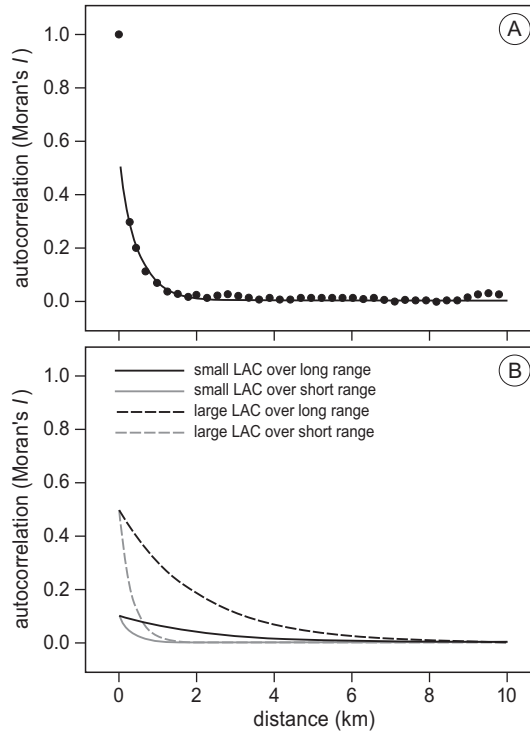 A
1.0
0.8
0.6
0.4
0.2
0.0
autocorrelation (Moran's I)
B
small LAC over long range
small LAC over short range
large LAC over long range
large LAC over short range
1.0
0.8
0.6
0.4
0.2
0.0
autocorrelation (Moran's I)
0 2 4 6 8 10
distance (km)